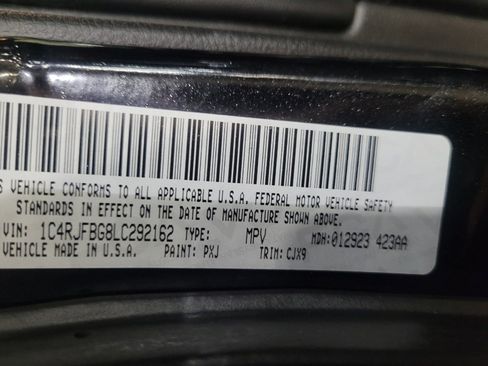 S VEHICLE CONFORMS TO ALL APPLICABLE U.S.A. FEDERAL MOTOR VEHICLE SAFETY
STANDARDS IN EFFECT ON THE DATE OF MANUFACTURE SHOWN ABOVE.
VIN: 1C4RJFBG8LC292162 TYPE: MPV MDH:012923 423AA
VEHICLE MADE IN U.S.A. PAINT: PXJ TRIM: CJX9